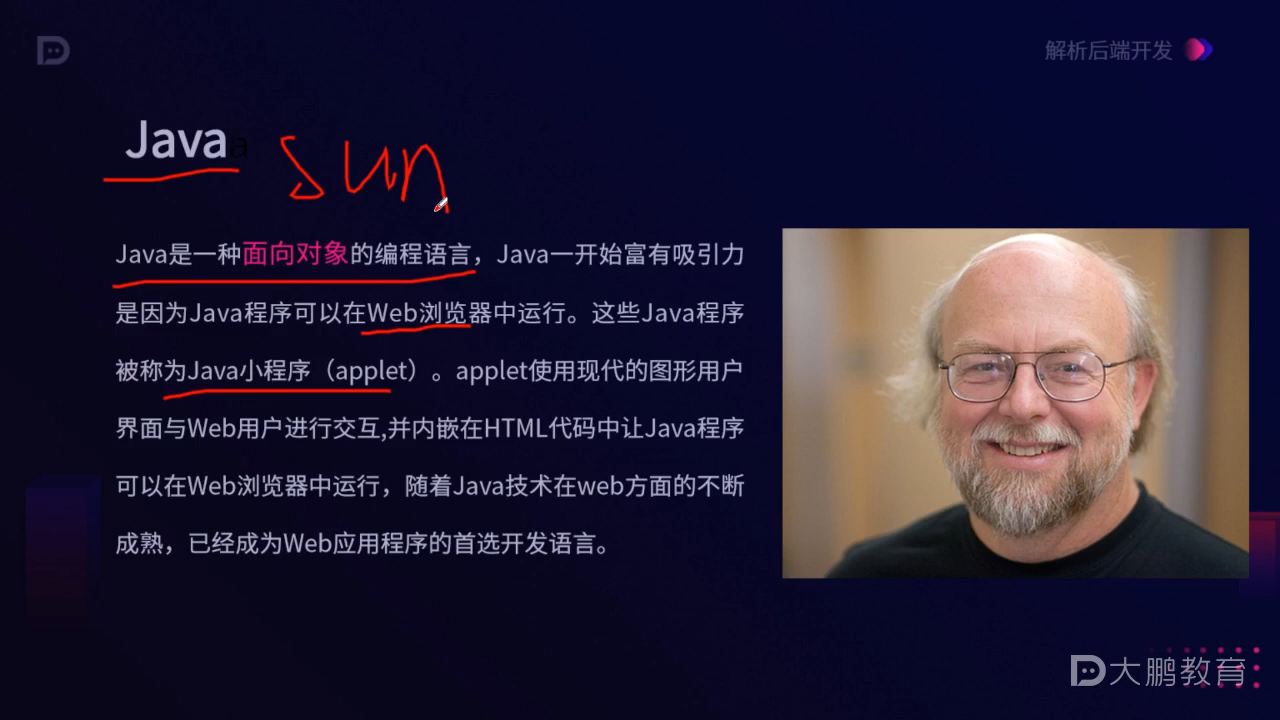 解析后端开发
Javaa
sun
Java是一种面向对象的编程语言，Java一开始富有吸引力
是因为Java程序可以在Web浏览器中运行。这些Java程序
被称为Java小程序（applet）。applet使用现代的图形用户
界面与Web用户进行交互,并内嵌在HTML代码中让Java程序
可以在Web浏览器中运行，随着Java技术在web方面的不断
成熟，已经成为Web应用程序的首选开发语言。
大鹏教育